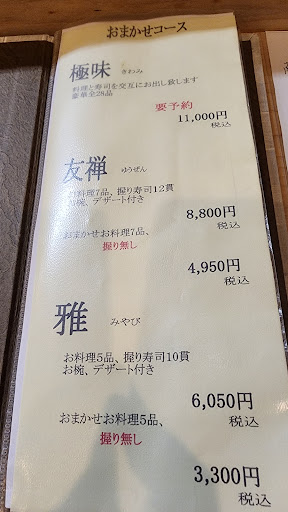 おまかせコース
極味 きわみ
料理と寿司を交互にお出し致します
豪華全28品
要予約
11,000円
税込
友禅 ゆうぜん
お料理7品、握り寿司12貫
お椀、デザート付き
8,800円
税込
おまかせお料理7品、
握り無し
4,950円
税込
雅 みやび
お料理5品、握り寿司10貫
お椀、デザート付き
6,050円
税込
おまかせお料理5品、
握り無し
3,300円
税込